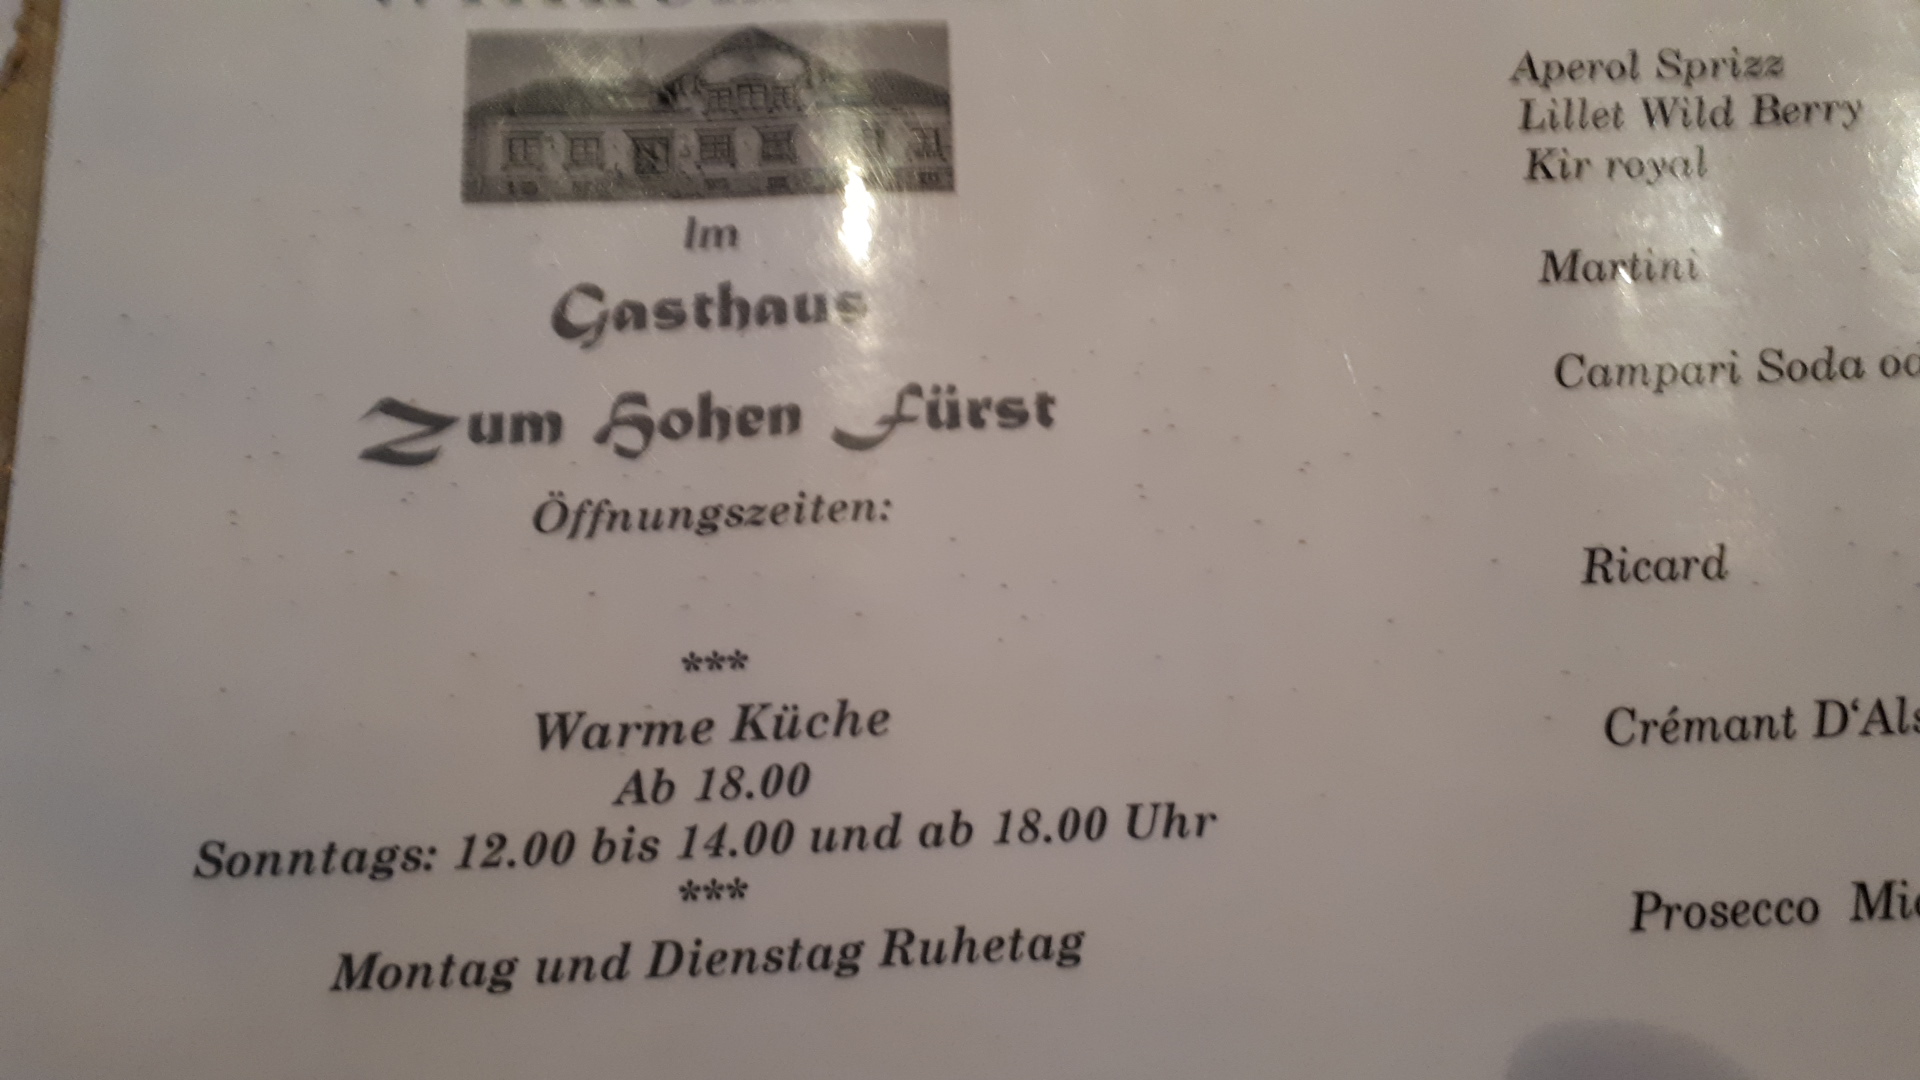 Im
Gasthaus
Zum Hohen Fürst
Öffnungszeiten:
***
Warme Küche
Ab 18.00
Sonntags: 12.00 bis 14.00 und ab 18.00 Uhr
***
Montag und Dienstag Ruhetag
Aperol Sprizz
Lillet Wild Berry
Kir royal
Martini
Campari Soda
Ricard
Crémant
Prosecco